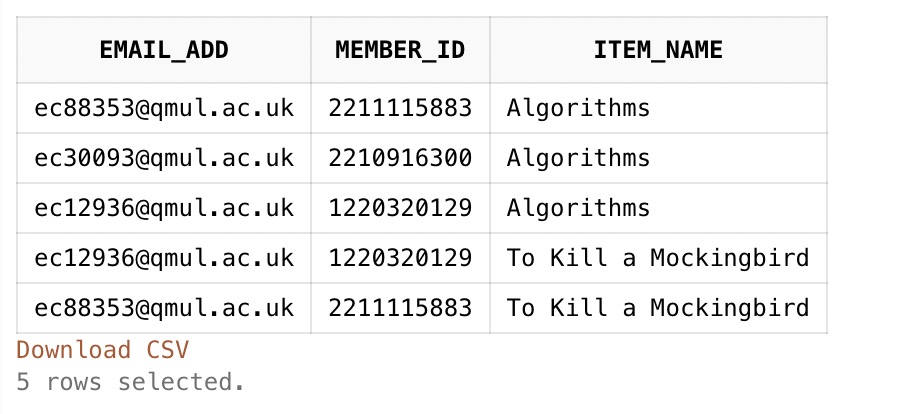 EMAIL_ADD MEMBER_ID ITEM_NAME
ec88353@qmul.ac.uk 2211115883 Algorithms
ec30093@qmul.ac.uk 2210916300 Algorithms
ec12936@qmul.ac.uk 1220320129 Algorithms
ec12936@qmul.ac.uk 1220320129 To Kill a Mockingbird
ec88353@qmul.ac.uk 2211115883 To Kill a Mockingbird
Download CSV
5 rows selected.